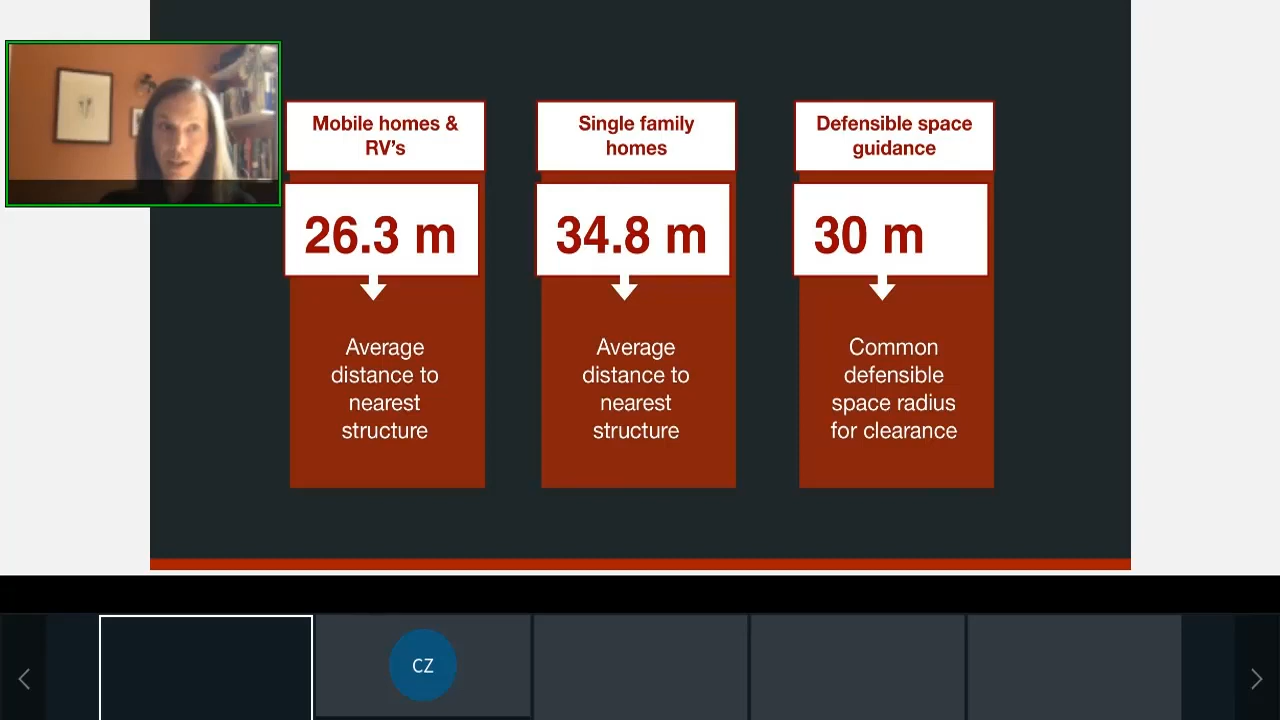 Mobile homes &
RV's
26.3 m
Average
distance to
nearest
structure
Single family
homes
34.8 m
Average
distance to
nearest
structure
Defensible space
guidance
30 m
Common
defensible
space radius
for clearance
CZ